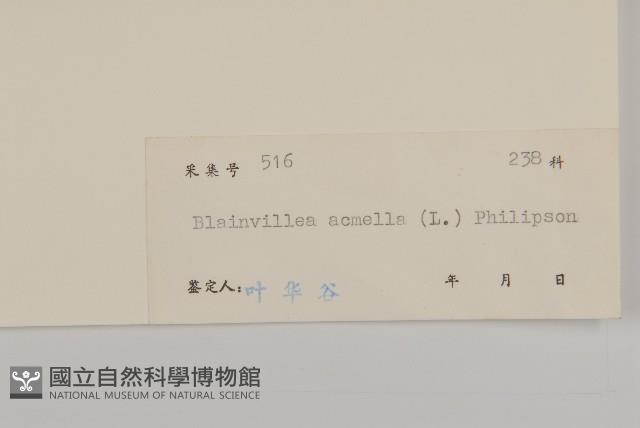 采集号 516 238 科
Blainvillea acmella (L.) Philipson
鉴定人: 叶华谷 年 月 日
國立自然科學博物館
NATIONAL MUSEUM OF NATURAL SCIENCE